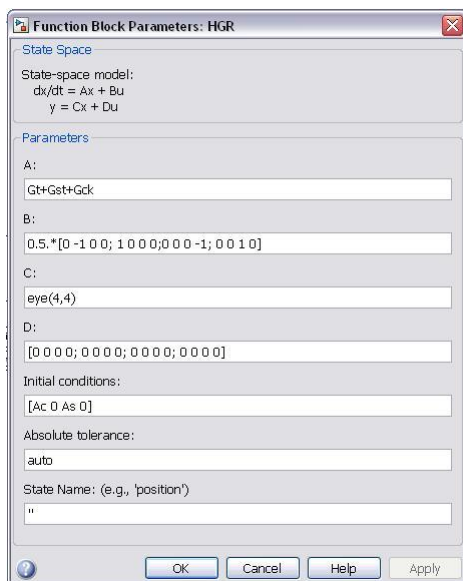 Function Block Parameters: HGR
State Space
State-space model:
dx/dt = Ax + Bu
y = Cx + Du
Parameters
A:
Gt+Gst+Gck
B:
0.5.*[0 -1 0 0; 1 0 0 0;0 0 0 -1; 0 0 1 0]
C:
eye(4,4)
D:
[0 0 0 0; 0 0 0 0; 0 0 0 0; 0 0 0 0]
Initial conditions:
[Ac 0 As 0]
Absolute tolerance:
auto
State Name: (e.g., 'position')
''
OK Cancel Help Apply